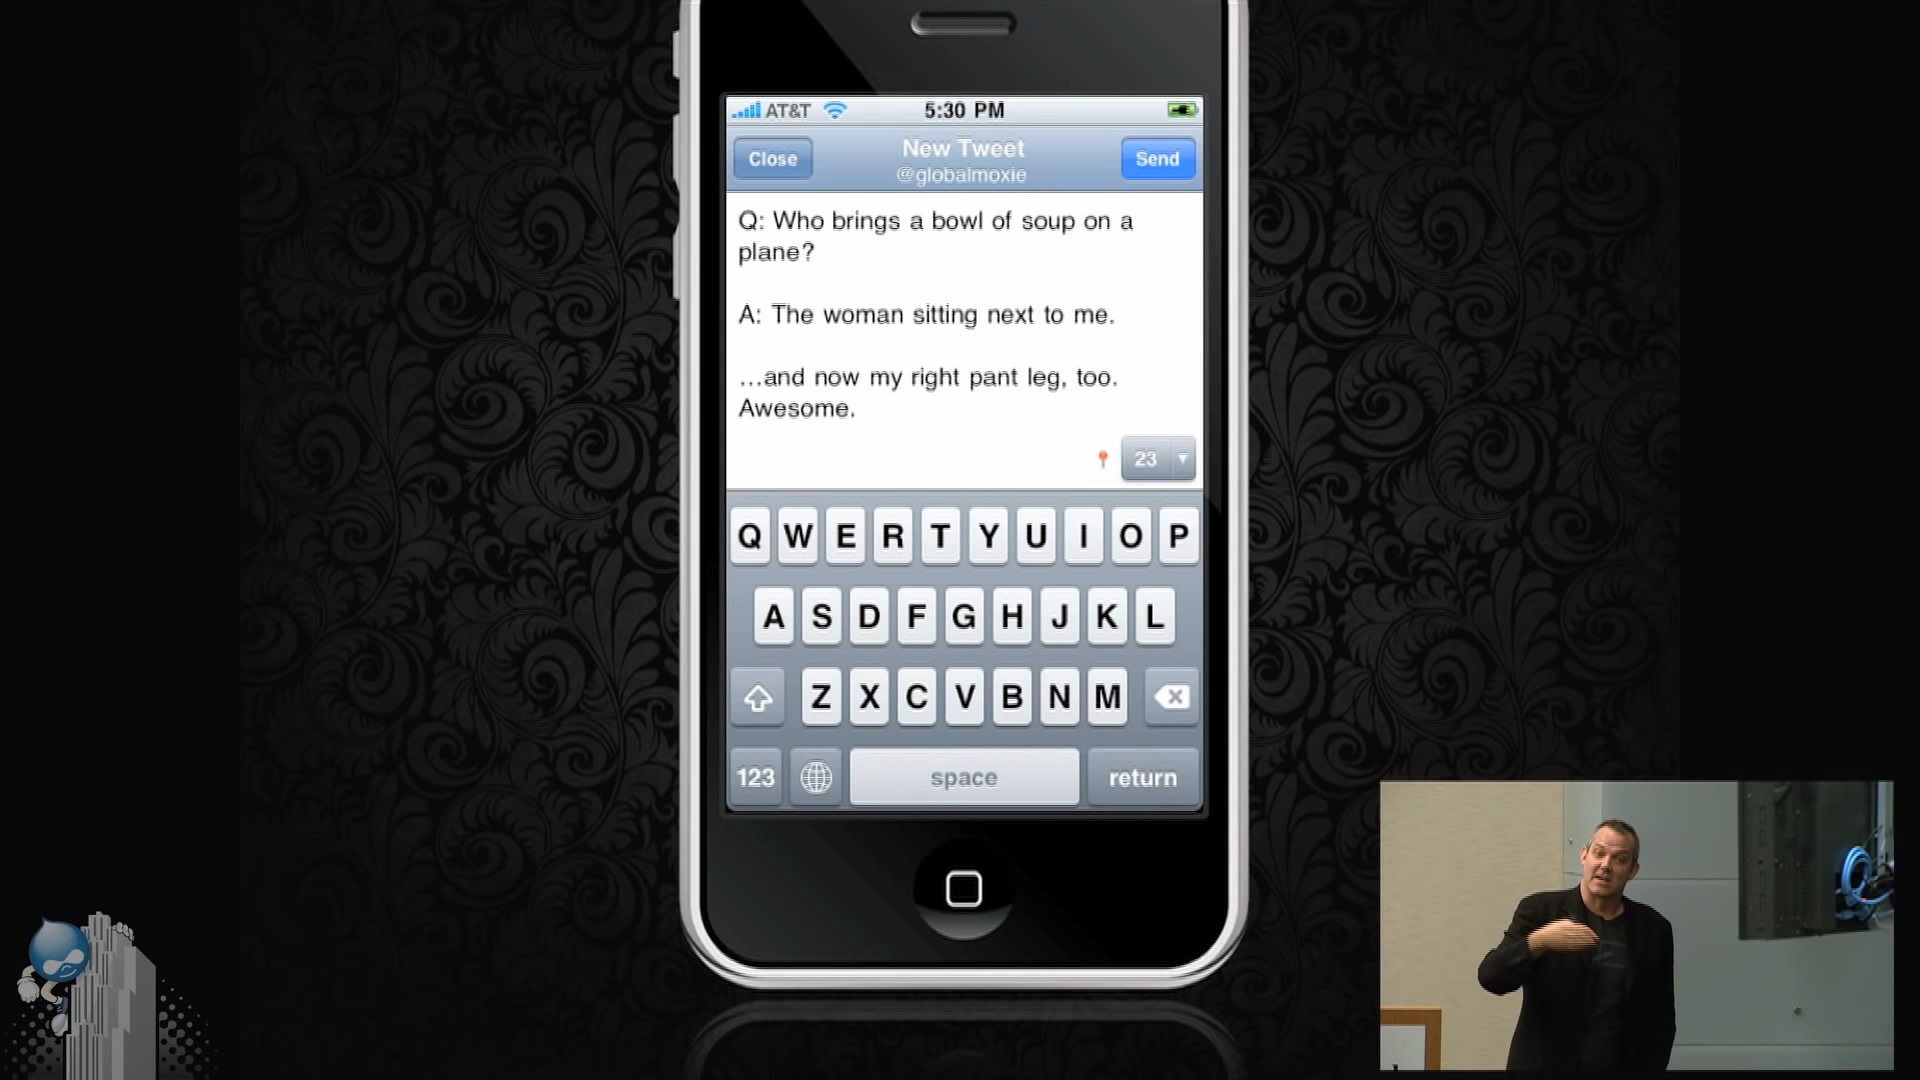 AT&T 5:30 PM
Close New Tweet Send
@globalmoxie
Q: Who brings a bowl of soup on a
plane?
A: The woman sitting next to me.
...and now my right pant leg, too.
Awesome.
23
Q W E R T Y U I O P
A S D F G H J K L
Z X C V B N M
123 space return